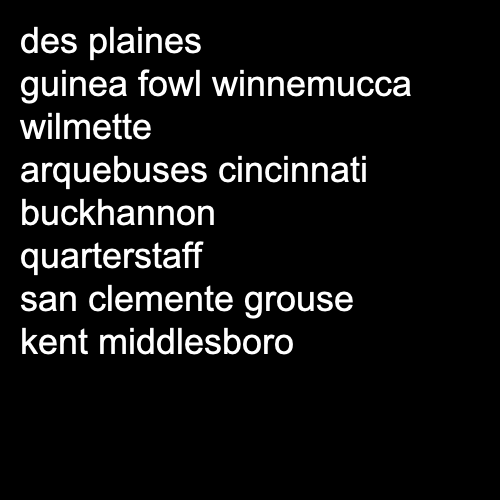 des plaines
guinea fowl winnemucca
wilmette
arquebuses cincinnati
buckhannon
quarterstaff
san clemente grouse
kent middlesboro